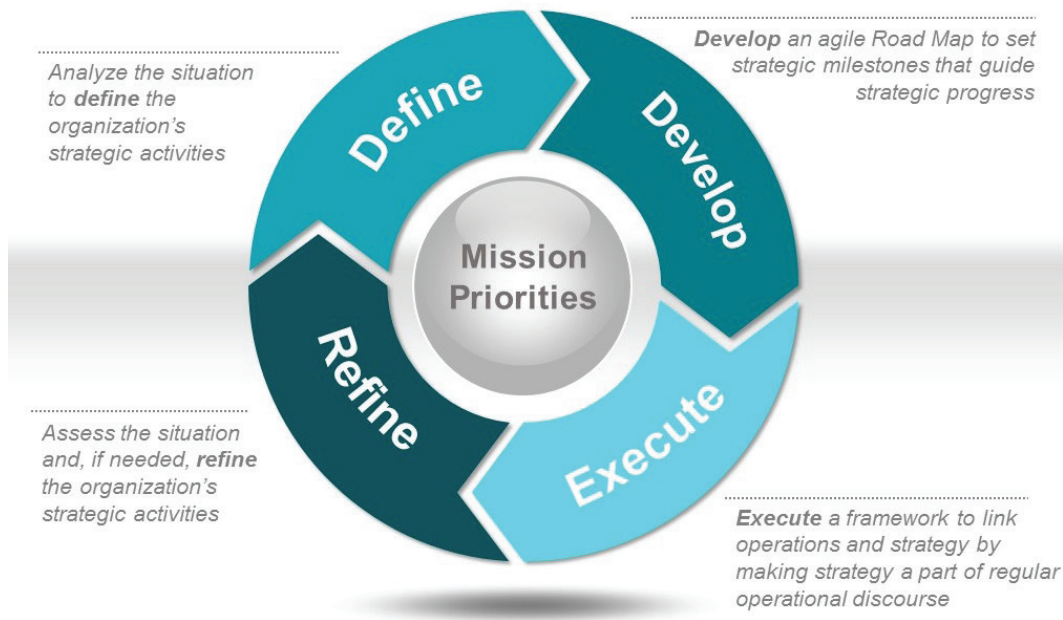 Analyze the situation
to define the
organization's
strategic activities
Define
Develop an agile Road Map to set
strategic milestones that guide
strategic progress
Develop
Mission
Priorities
Refine
Assess the situation
and, if needed, refine
the organization's
strategic activities
Execute
Execute a framework to link
operations and strategy by
making strategy a part of regular
operational discourse